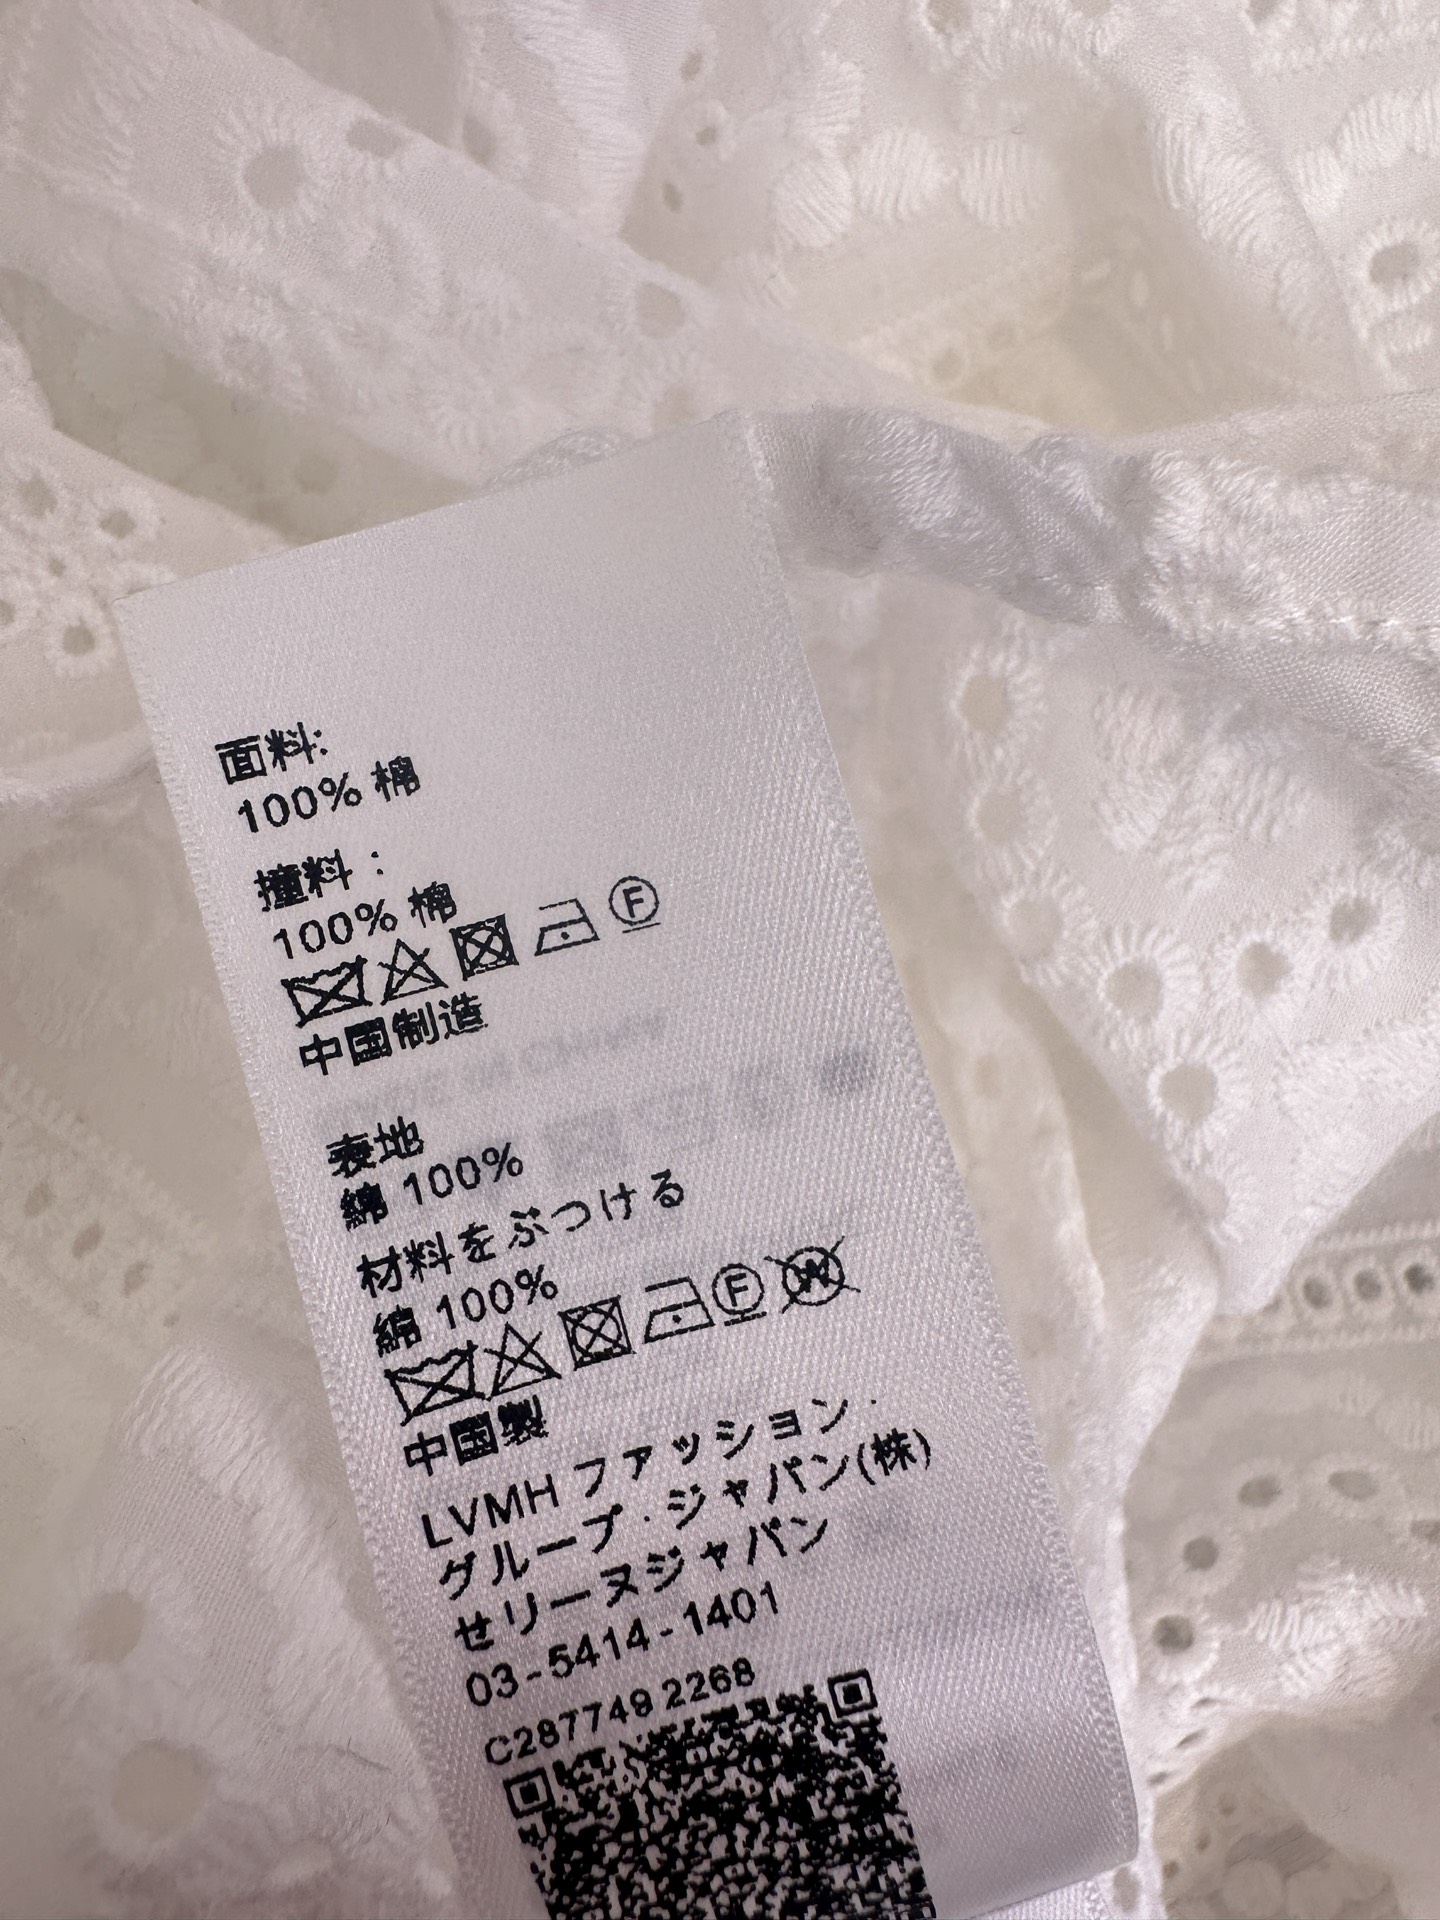 面料:
100% 棉
撞料：
100% 棉
F
中国制造
表地
綿 100%
材料をぶつける
綿 100%
F W
中国製
LVMH ファッション・
グループ・ジャパン(株)
せリーヌジャパン
03-5414-1401
C287749 2268